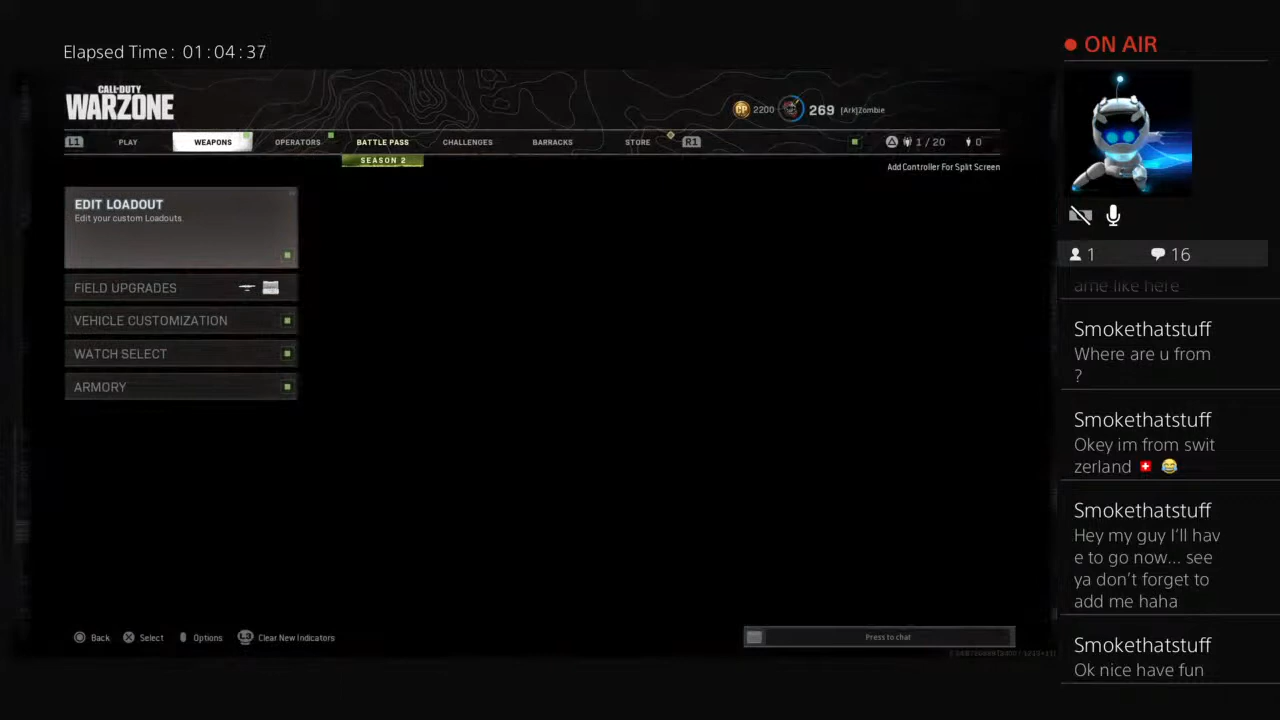 Elapsed Time: 01:04:37
ON AIR
CALL OF DUTY
WARZONE
CP 2200 269 [Ark]Zombie
L1 PLAY WEAPONS OPERATORS BATTLE PASS CHALLENGES BARRACKS STORE R1 1 / 20 0
SEASON 2
Add Controller For Split Screen
EDIT LOADOUT
Edit your custom Loadouts.
FIELD UPGRADES
VEHICLE CUSTOMIZATION
WATCH SELECT
ARMORY
Back Select Options Clear New Indicators
Press to chat
1 16
ame like here
Smokethatstuff
Where are u from
?
Smokethatstuff
Okey im from swit
zerland 🇨🇭 😂
Smokethatstuff
Hey my guy I'll hav
e to go now... see
ya don't forget to
add me haha
Smokethatstuff
Ok nice have fun